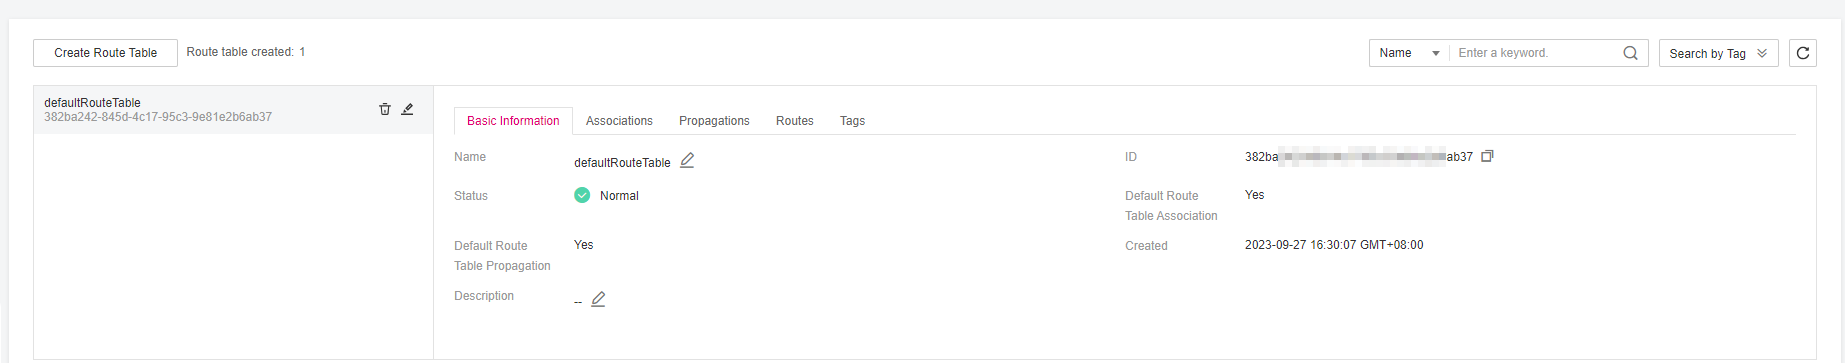 Create Route Table
Route table created: 1
Name
Enter a keyword.
Search by Tag
defaultRouteTable
382ba242-845d-4c17-95c3-9e81e2b6ab37
Basic Information
Associations
Propagations
Routes
Tags
Name
defaultRouteTable
ID
382ba
ab37
Status
Normal
Default Route
Table Association
Yes
Default Route
Table Propagation
Yes
Created
2023-09-27 16:30:07 GMT+08:00
Description
--